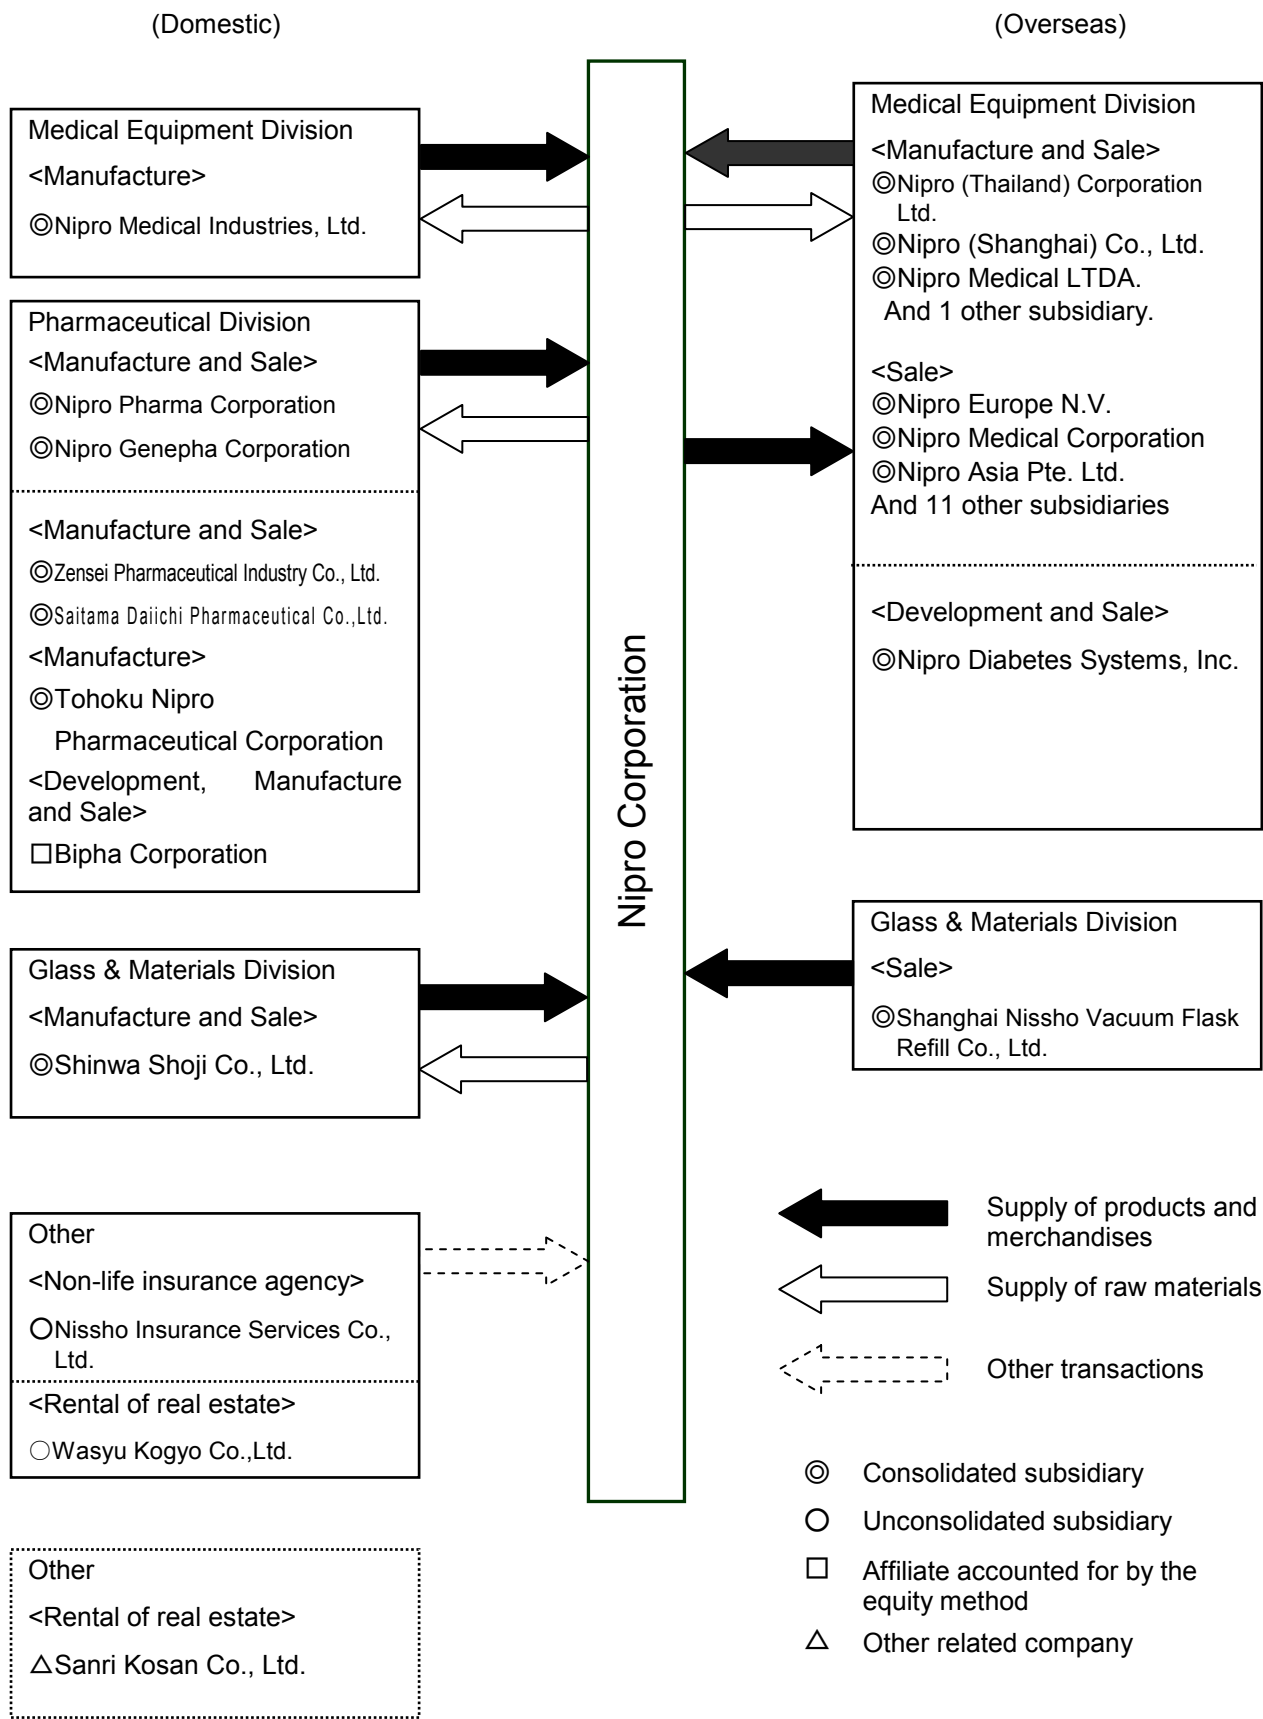 (Domestic)
(Overseas)
Medical Equipment Division
<Manufacture>
◎Nipro Medical Industries, Ltd.
Pharmaceutical Division
<Manufacture and Sale>
◎Nipro Pharma Corporation
◎Nipro Genepha Corporation
<Manufacture and Sale>
◎Zensei Pharmaceutical Industry Co., Ltd.
◎Saitama Daiichi Pharmaceutical Co.,Ltd.
<Manufacture>
◎Tohoku Nipro
Pharmaceutical Corporation
<Development, Manufacture
and Sale>
□Bipha Corporation
Glass & Materials Division
<Manufacture and Sale>
◎Shinwa Shoji Co., Ltd.
Other
<Non-life insurance agency>
○Nissho Insurance Services Co.,
Ltd.
<Rental of real estate>
○Wasyu Kogyo Co.,Ltd.
Other
<Rental of real estate>
△Sanri Kosan Co., Ltd.
Nipro Corporation
Medical Equipment Division
<Manufacture and Sale>
◎Nipro (Thailand) Corporation
Ltd.
◎Nipro (Shanghai) Co., Ltd.
◎Nipro Medical LTDA.
And 1 other subsidiary.
<Sale>
◎Nipro Europe N.V.
◎Nipro Medical Corporation
◎Nipro Asia Pte. Ltd.
And 11 other subsidiaries
<Development and Sale>
◎Nipro Diabetes Systems, Inc.
Glass & Materials Division
<Sale>
◎Shanghai Nissho Vacuum Flask
Refill Co., Ltd.
Supply of products and
merchandises
Supply of raw materials
Other transactions
◎ Consolidated subsidiary
○ Unconsolidated subsidiary
□ Affiliate accounted for by the
equity method
△ Other related company